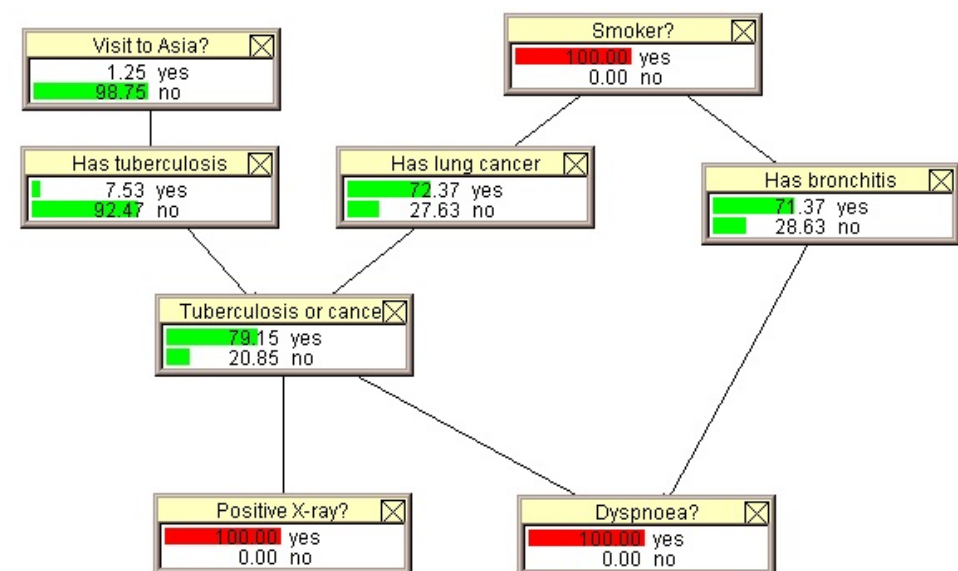 Visit to Asia?
1.25 yes
98.75 no
Smoker?
100.00 yes
0.00 no
Has tuberculosis
7.53 yes
92.47 no
Has lung cancer
72.37 yes
27.63 no
Has bronchitis
71.37 yes
28.63 no
Tuberculosis or cance
79.15 yes
20.85 no
Positive X-ray?
100.00 yes
0.00 no
Dyspnoea?
100.00 yes
0.00 no